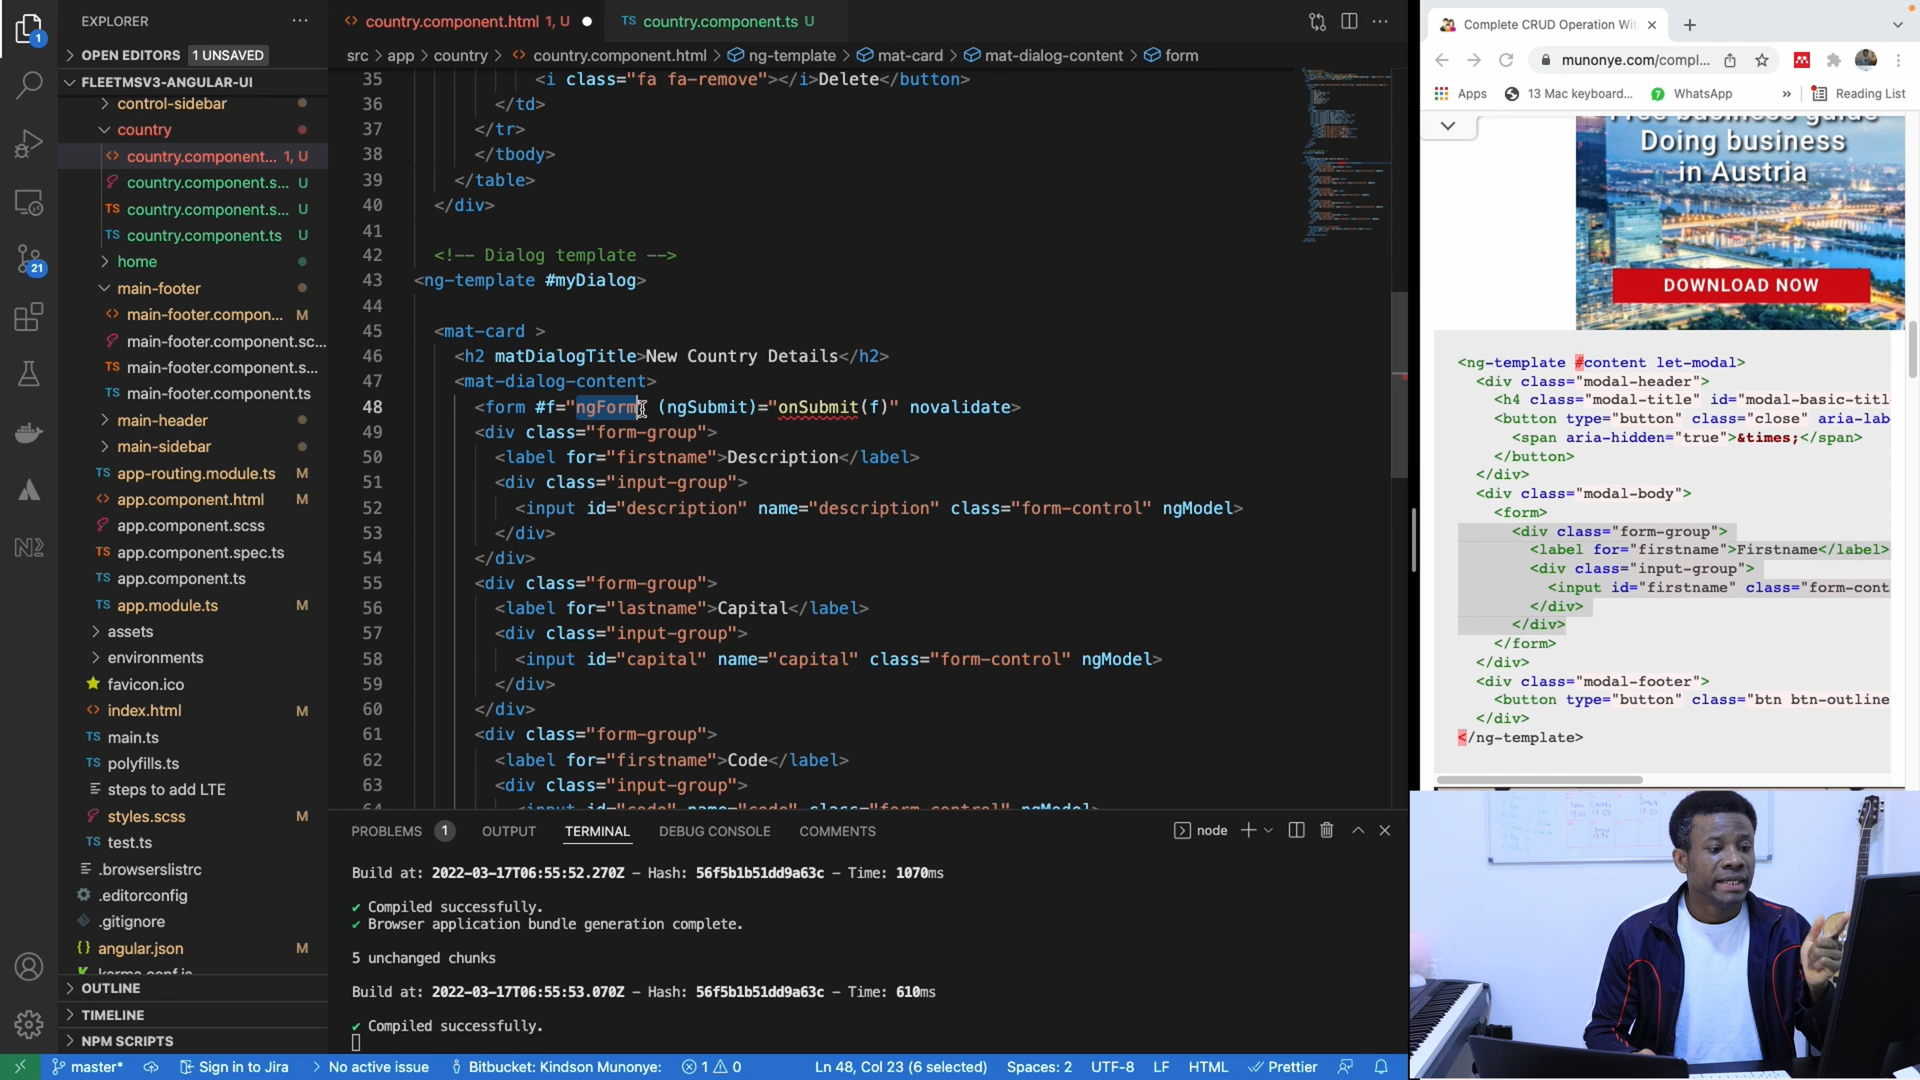 EXPLORER
OPEN EDITORS 1 UNSAVED
FLEETMSV3-ANGULAR-UI
control-sidebar
country
country.component... 1, U
country.component.s... U
country.component.s... U
country.component.ts U
home
main-footer
main-footer.compon... M
main-footer.component.sc...
main-footer.component.s...
main-footer.component.ts
main-header
main-sidebar
app-routing.module.ts M
app.component.html M
app.component.scss
app.component.spec.ts
app.component.ts
app.module.ts M
assets
environments
favicon.ico
index.html M
main.ts
polyfills.ts
steps to add LTE
styles.scss M
test.ts
.browserslistrc
.editorconfig
.gitignore
angular.json M
karma.conf.js
OUTLINE
TIMELINE
NPM SCRIPTS
1
21
country.component.html 1, U
TS country.component.ts U
src > app > country > country.component.html > ng-template > mat-card > mat-dialog-content > form
35 <i class="fa fa-remove"></i>Delete</button>
36 </td>
37 </tr>
38 </tbody>
39 </table>
40 </div>
41
42 <!-- Dialog template -->
43 <ng-template #myDialog>
44
45 <mat-card >
46 <h2 matDialogTitle>New Country Details</h2>
47 <mat-dialog-content>
48 <form #f="ngForm" (ngSubmit)="onSubmit(f)" novalidate>
49 <div class="form-group">
50 <label for="firstname">Description</label>
51 <div class="input-group">
52 <input id="description" name="description" class="form-control" ngModel>
53 </div>
54 </div>
55 <div class="form-group">
56 <label for="lastname">Capital</label>
57 <div class="input-group">
58 <input id="capital" name="capital" class="form-control" ngModel>
59 </div>
60 </div>
61 <div class="form-group">
62 <label for="firstname">Code</label>
63 <div class="input-group">
64 <input id="code" name="code" class="form-control" ngModel>
PROBLEMS 1 OUTPUT TERMINAL DEBUG CONSOLE COMMENTS
node
Build at: 2022-03-17T06:55:52.270Z – Hash: 56f5b1b51dd9a63c – Time: 1070ms
✔ Compiled successfully.
✔ Browser application bundle generation complete.
5 unchanged chunks
Build at: 2022-03-17T06:55:53.070Z – Hash: 56f5b1b51dd9a63c – Time: 610ms
✔ Compiled successfully.
master* Sign in to Jira No active issue Bitbucket: Kindson Munonye: 1 0 Ln 48, Col 23 (6 selected) Spaces: 2 UTF-8 LF HTML Prettier
Complete CRUD Operation Wit
munonye.com/compl...
Apps 13 Mac keyboard... WhatsApp » Reading List
Free business guide
Doing business
in Austria
DOWNLOAD NOW
<ng-template #content let-modal>
<div class="modal-header">
<h4 class="modal-title" id="modal-basic-titl
<button type="button" class="close" aria-lab
<span aria-hidden="true">&times;</span>
</button>
</div>
<div class="modal-body">
<form>
<div class="form-group">
<label for="firstname">Firstname</label>
<div class="input-group">
<input id="firstname" class="form-cont
</div>
</div>
</form>
</div>
<div class="modal-footer">
<button type="button" class="btn btn-outline
</div>
</ng-template>